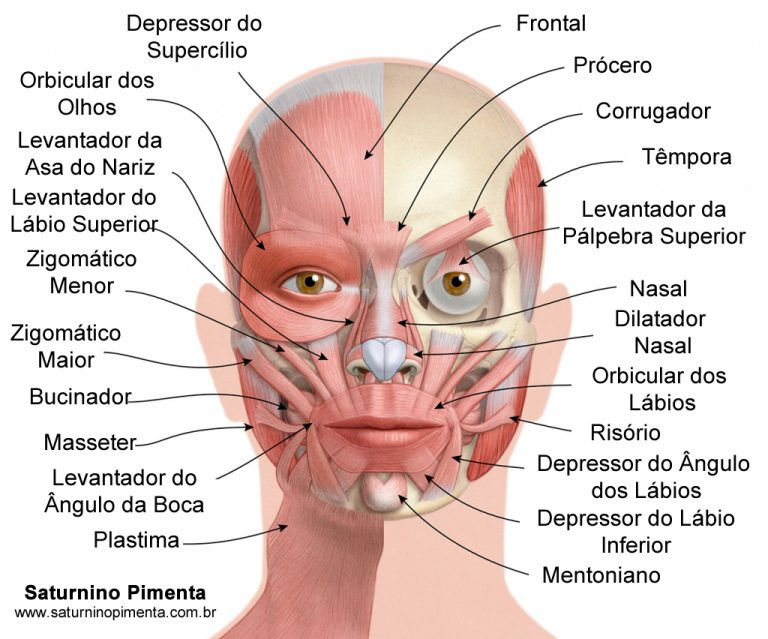 Depressor do
Supercílio
Orbicular dos
Olhos
Levantador da
Asa do Nariz
Levantador do
Lábio Superior
Zigomático
Menor
Zigomático
Maior
Bucinador
Masseter
Levantador do
Ângulo da Boca
Plastima
Saturnino Pimenta
www.saturninopimenta.com.br
Frontal
Prócero
Corrugador
Têmpora
Levantador da
Pálpebra Superior
Nasal
Dilatador
Nasal
Orbicular dos
Lábios
Risório
Depressor do Ângulo
dos Lábios
Depressor do Lábio
Inferior
Mentoniano